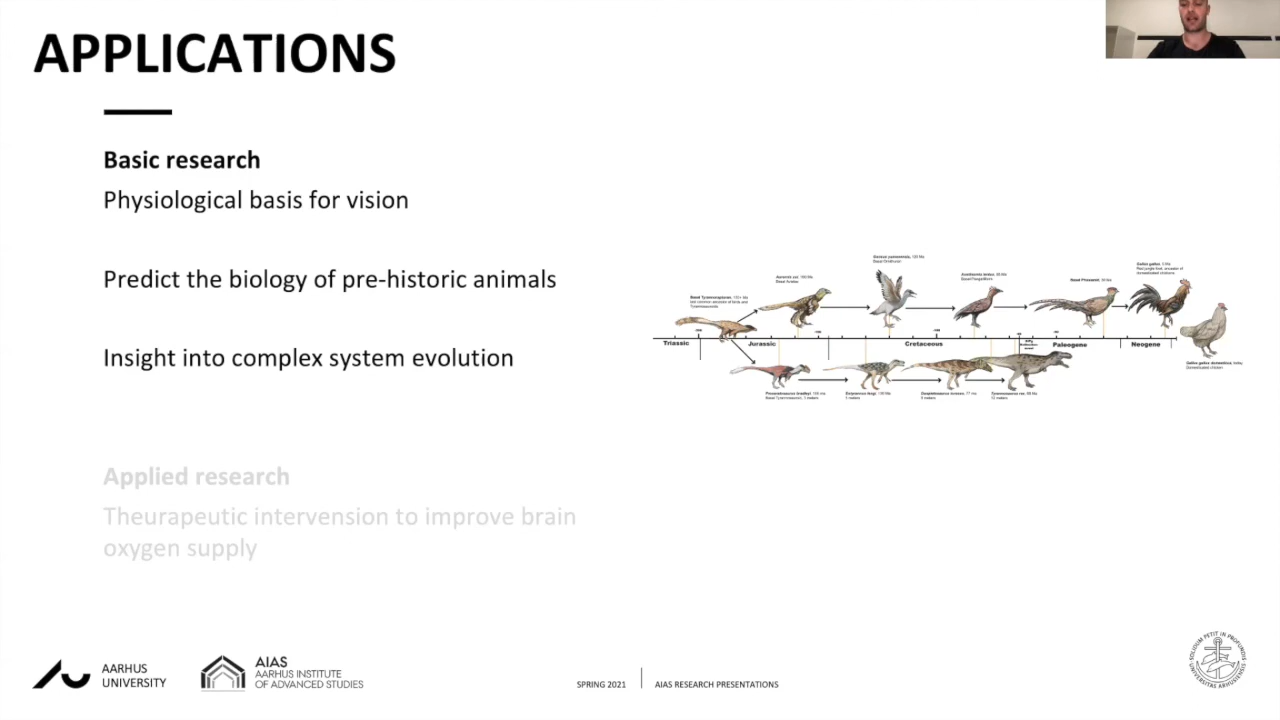 APPLICATIONS
Basic research
Physiological basis for vision
Predict the biology of pre-historic animals
Insight into complex system evolution
Applied research
Theurapeutic intervension to improve brain
oxygen supply
Triassic
Jurassic
Cretaceous
Paleogene
Neogene
AARHUS
UNIVERSITY
AIAS
AARHUS INSTITUTE
OF ADVANCED STUDIES
SPRING 2021
AIAS RESEARCH PRESENTATIONS